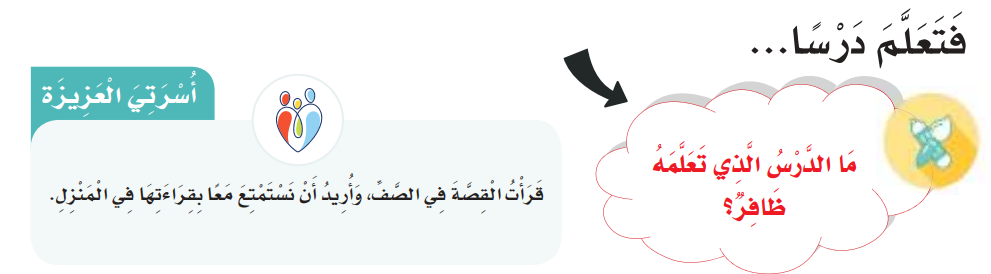 فَتَعَلَّمَ دَرْسًا...
مَا الدَّرْسُ الَّذِي تَعَلَّمَهُ
ظَافِرٌ؟
أُسْرَتِيَ الْعَزِيزَة
قَرَأْتُ الْقِصَّةَ فِي الصَّفِّ، وَأُرِيدُ أَنْ نَسْتَمْتِعَ مَعًا بِقِرَاءَتِهَا فِي الْمَنْزِلِ.